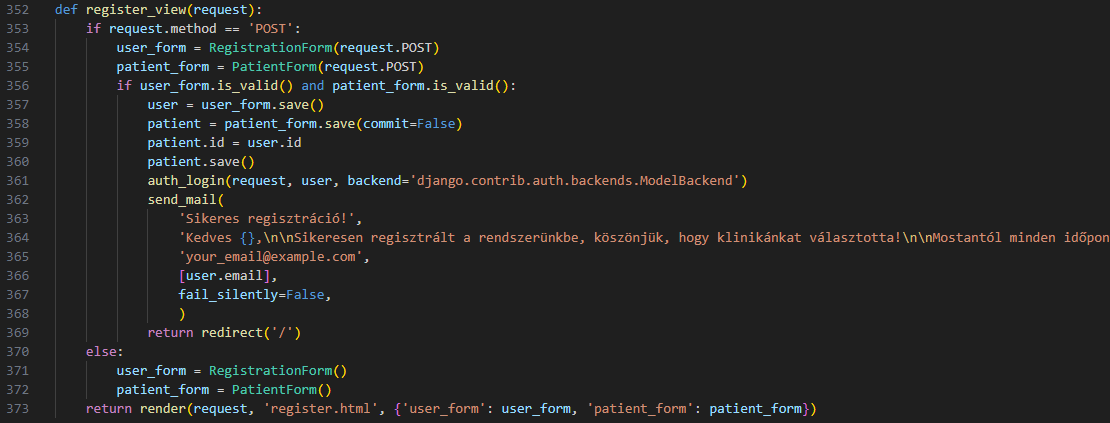 352 def register_view(request):
353     if request.method == 'POST':
354         user_form = RegistrationForm(request.POST)
355         patient_form = PatientForm(request.POST)
356         if user_form.is_valid() and patient_form.is_valid():
357             user = user_form.save()
358             patient = patient_form.save(commit=False)
359             patient.id = user.id
360             patient.save()
361             auth_login(request, user, backend='django.contrib.auth.backends.ModelBackend')
362             send_mail(
363                 'Sikeres regisztráció!',
364                 'Kedves {},\n\nSikeresen regisztrált a rendszerünkbe, köszönjük, hogy klinikánkat választotta!\n\nMostantól minden időpon
365                 'your_email@example.com',
366                 [user.email],
367                 fail_silently=False,
368                 )
369             return redirect('/')
370     else:
371         user_form = RegistrationForm()
372         patient_form = PatientForm()
373     return render(request, 'register.html', {'user_form': user_form, 'patient_form': patient_form})